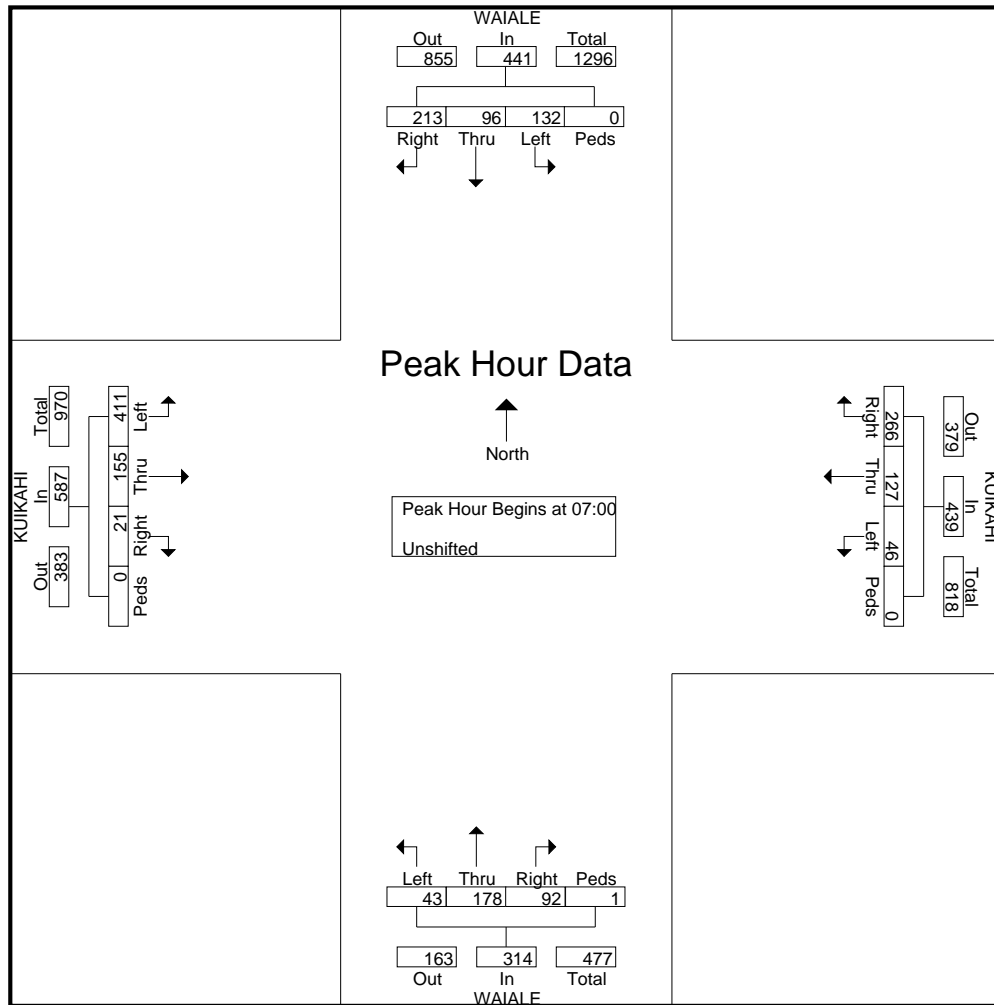 WAIALE
Out In Total
855 441 1296
213 96 132 0
Right Thru Left Peds
Peak Hour Data
North
Peak Hour Begins at 07:00
Unshifted
KUIKAHI
Total In Out
970 587 383
411 155 21 0
Left Thru Right Peds
KUIKAHI
Out In Total
379 439 818
266 127 46 0
Right Thru Left Peds
Left Thru Right Peds
43 178 92 1
163 314 477
Out In Total
WAIALE